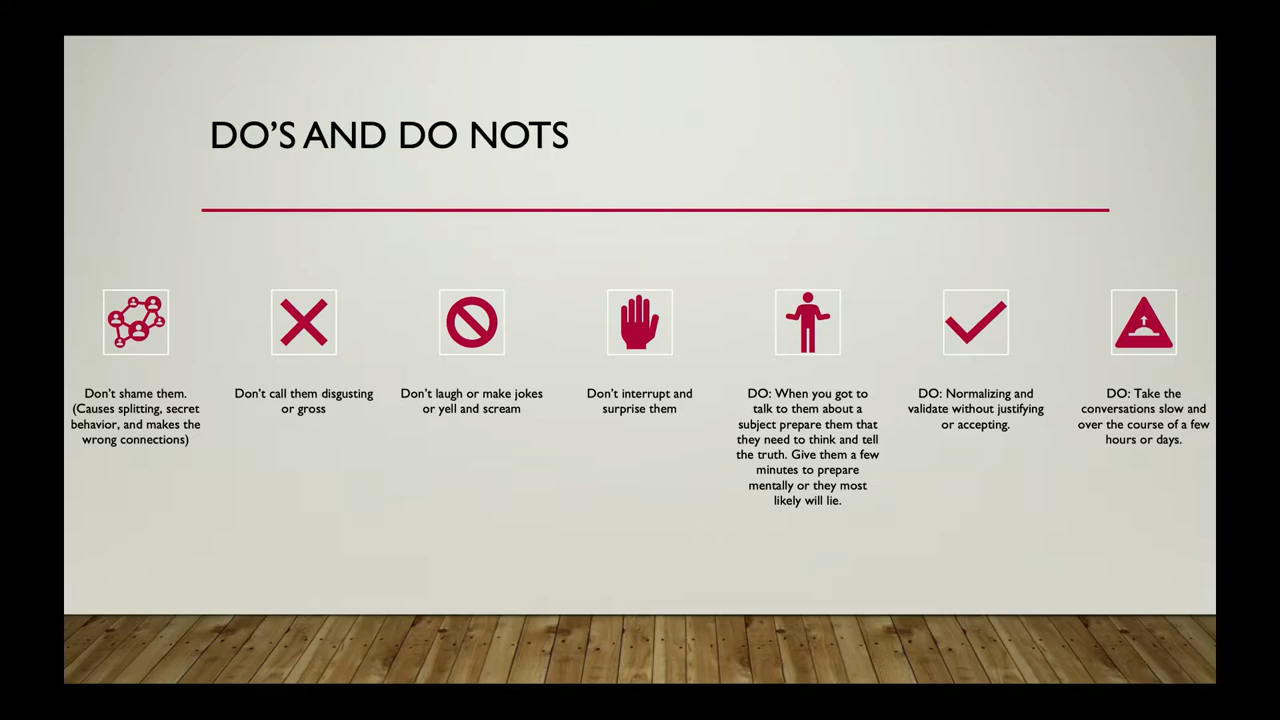 DO’S AND DO NOTS
Don’t shame them.
(Causes splitting, secret
behavior, and makes the
wrong connections)
Don’t call them disgusting
or gross
Don’t laugh or make jokes
or yell and scream
Don’t interrupt and
surprise them
DO: When you got to
talk to them about a
subject prepare them that
they need to think and tell
the truth. Give them a few
minutes to prepare
mentally or they most
likely will lie.
DO: Normalizing and
validate without justifying
or accepting.
DO: Take the
conversations slow and
over the course of a few
hours or days.